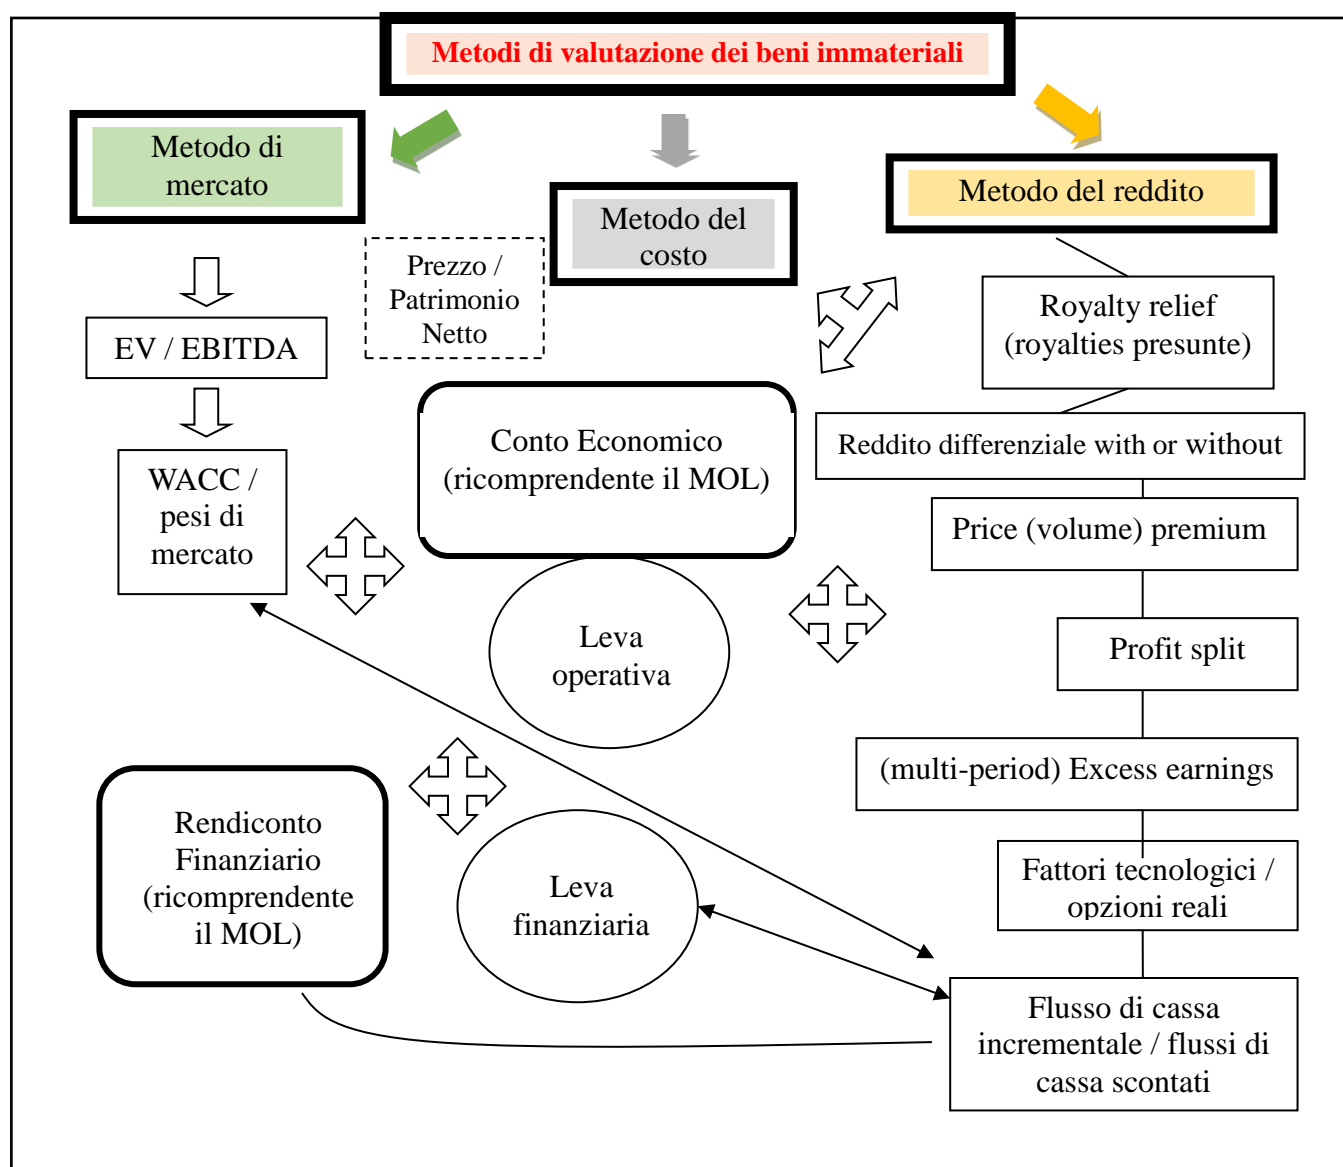 Metodi di valutazione dei beni immateriali
Metodo di
mercato
Metodo del
costo
Metodo del reddito
Prezzo /
Patrimonio
Netto
EV / EBITDA
WACC /
pesi di
mercato
Conto Economico
(ricomprendente il MOL)
Leva
operativa
Rendiconto
Finanziario
(ricomprendente
il MOL)
Leva
finanziaria
Royalty relief
(royalties presunte)
Reddito differenziale with or without
Price (volume) premium
Profit split
(multi-period) Excess earnings
Fattori tecnologici /
opzioni reali
Flusso di cassa
incrementale / flussi di
cassa scontati